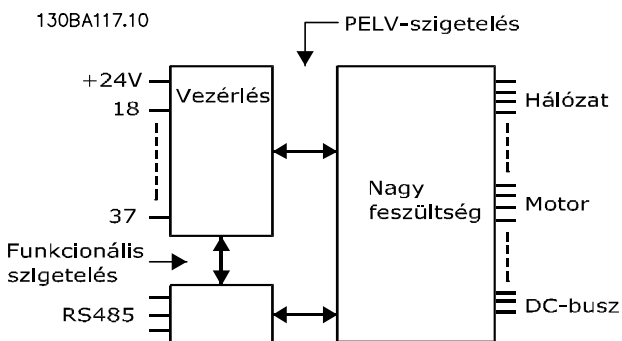 130BA117.10
PELV-szigetelés
+24V
Vezérlés
18
Hálózat
Nagy
feszültség
37
Motor
Funkcionális
szigetelés
RS485
DC-busz